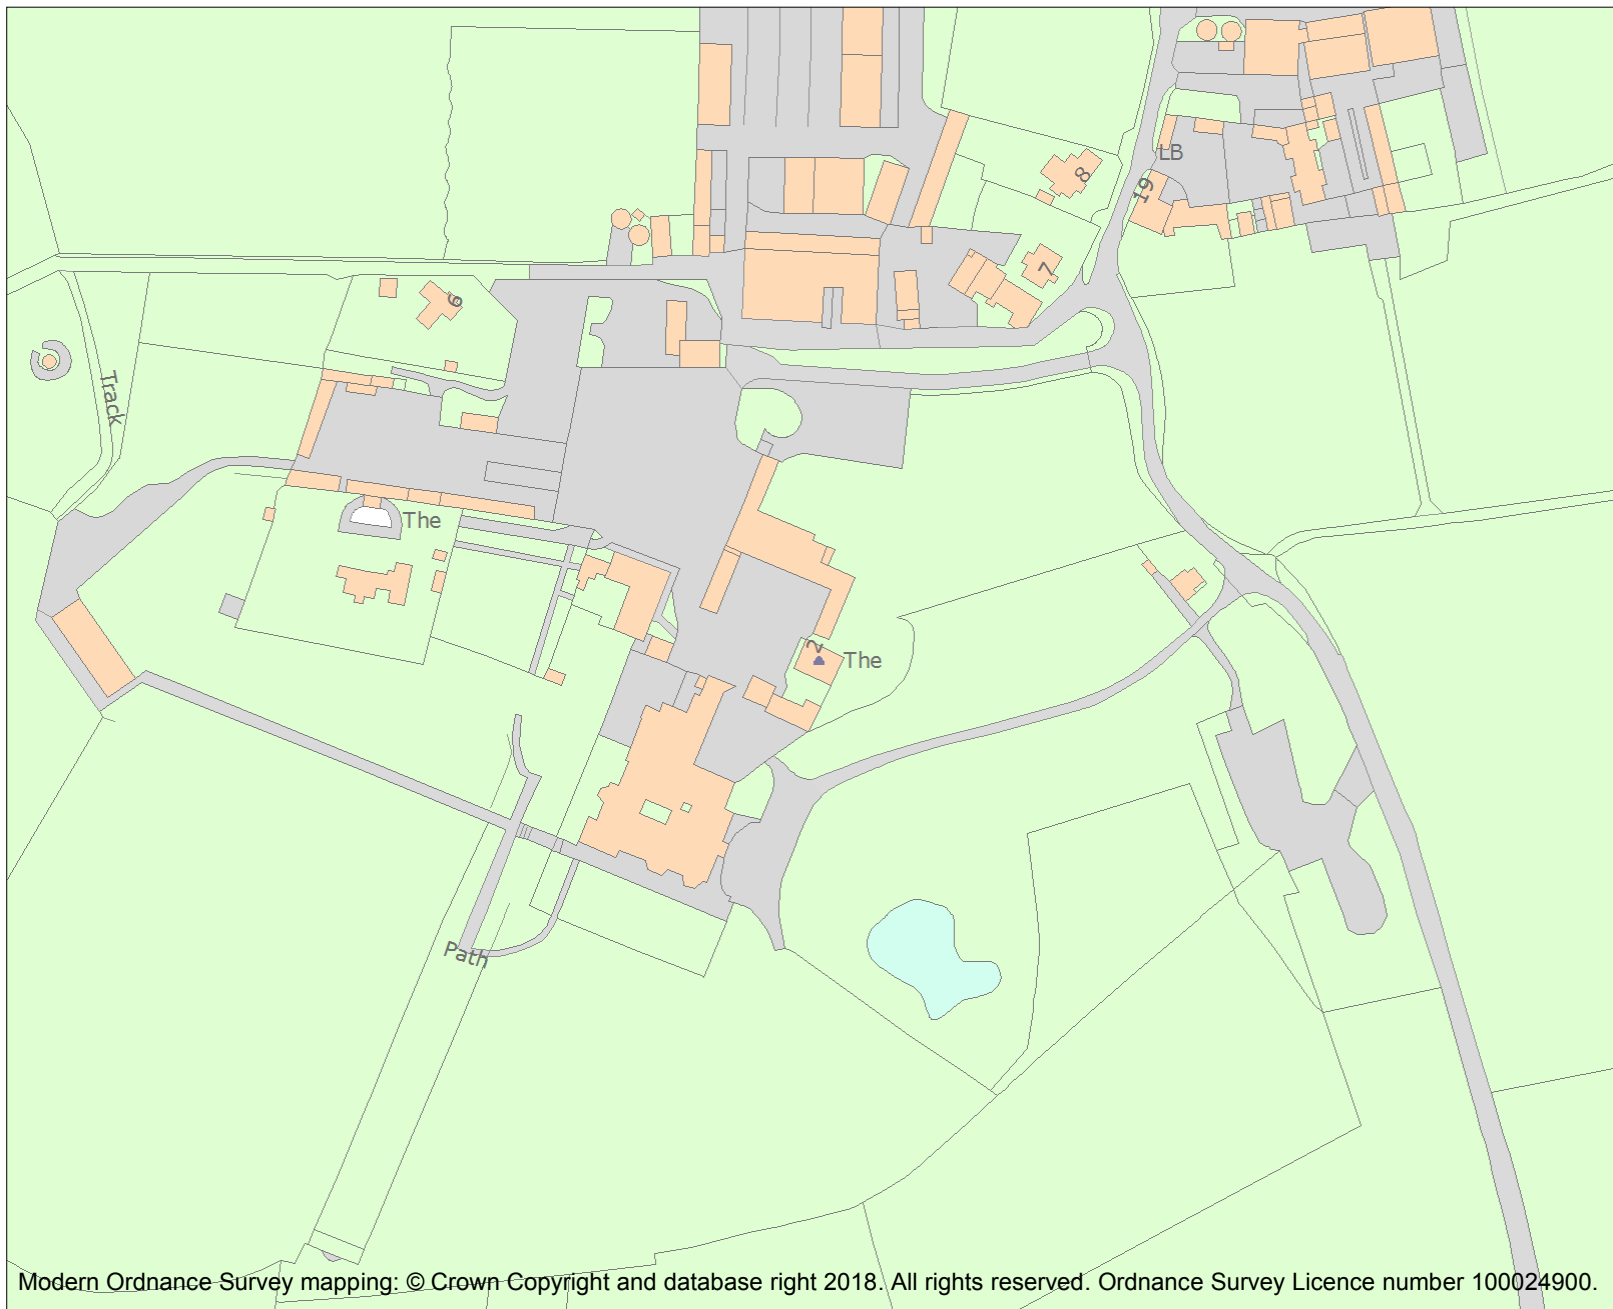 LB
8
19
7
6
Track
The
2
The
Path
Modern Ordnance Survey mapping: © Crown Copyright and database right 2018. All rights reserved. Ordnance Survey Licence number 100024900.